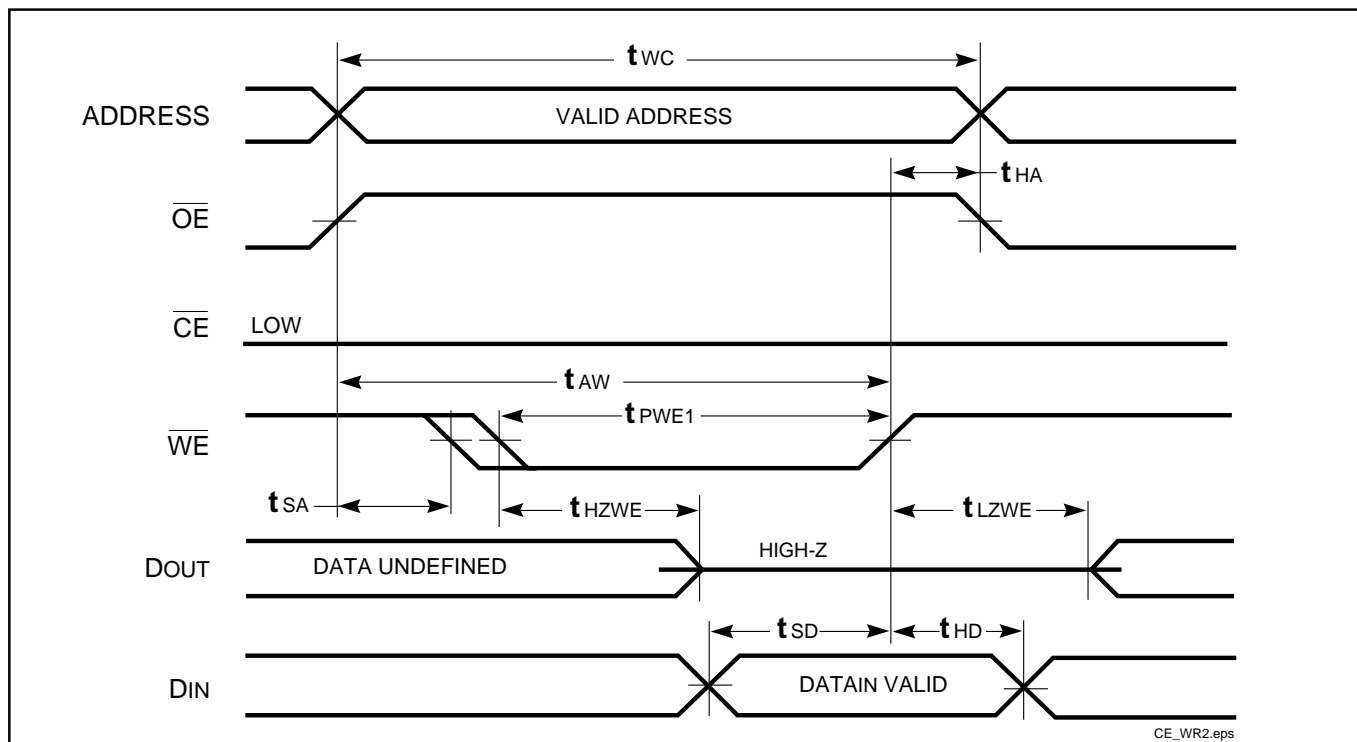 tWC
ADDRESS
VALID ADDRESS
tHA
OE
CE
LOW
tAW
tPWE1
WE
tSA
tHZWE
tLZWE
DOUT
DATA UNDEFINED
HIGH-Z
tSD
tHD
DIN
DATAIN VALID
CE_WR2.eps